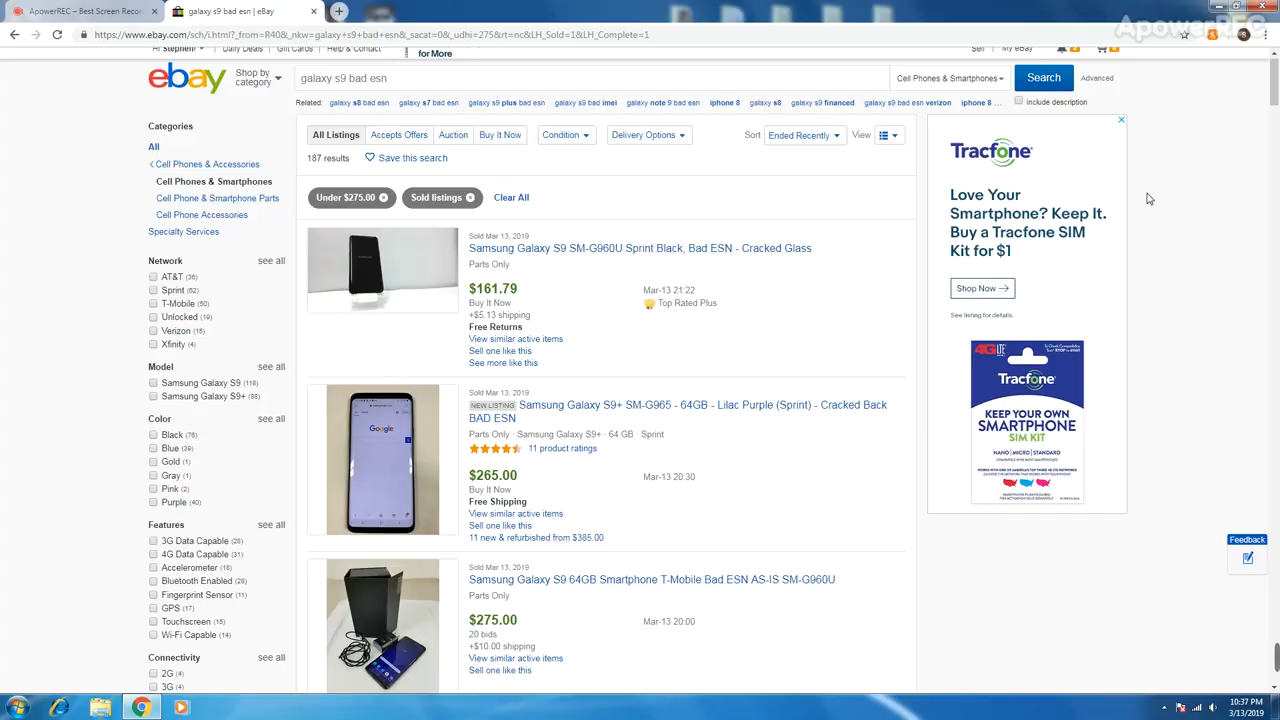 ApowerREC – Best Screen Recor
galaxy s9 bad esn | eBay
https://www.ebay.com/sch/i.html?_from=R40&_nkw=galaxy+s9+bad+esn&_sacat=0&_udhi=275&rt=nc&LH_Sold=1&LH_Complete=1
ApowerREC
Hi Stephen!
Daily Deals
Gift Cards
Help & Contact
for More
Sell
My eBay
ebay
Shop by
category
galaxy s9 bad esn
Cell Phones & Smartphones
Search
Advanced
Related:
galaxy s8 bad esn
galaxy s7 bad esn
galaxy s9 plus bad esn
galaxy s9 bad imei
galaxy note 9 bad esn
iphone 8
galaxy s8
galaxy s9 financed
galaxy s9 bad esn verizon
iphone 8 ...
Include description
Categories
All
Cell Phones & Accessories
Cell Phones & Smartphones
Cell Phone & Smartphone Parts
Cell Phone Accessories
Specialty Services
Network
see all
AT&T (36)
Sprint (62)
T-Mobile (50)
Unlocked (19)
Verizon (15)
Xfinity (4)
Model
see all
Samsung Galaxy S9 (118)
Samsung Galaxy S9+ (88)
Color
see all
Black (76)
Blue (39)
Gold (1)
Gray (1)
Pink (2)
Purple (40)
Features
see all
3G Data Capable (28)
4G Data Capable (31)
Accelerometer (18)
Bluetooth Enabled (28)
Fingerprint Sensor (11)
GPS (17)
Touchscreen (15)
Wi-Fi Capable (14)
Connectivity
see all
2G (4)
3G (4)
All Listings
Accepts Offers
Auction
Buy It Now
Condition
Delivery Options
Sort
Ended Recently
View
187 results
Save this search
Under $275.00
Sold listings
Clear All
Sold Mar 13, 2019
Samsung Galaxy S9 SM-G960U Sprint Black, Bad ESN - Cracked Glass
Parts Only
$161.79
Mar-13 21:22
Buy It Now
Top Rated Plus
+$5.13 shipping
Free Returns
View similar active items
Sell one like this
See more like this
Sold Mar 13, 2019
NEW LISTING Samsung Galaxy S9+ SM-G965 - 64GB - Lilac Purple (Sprint) - Cracked Back
BAD ESN
Parts Only · Samsung Galaxy S9+ · 64 GB · Sprint
11 product ratings
$265.00
Mar-13 20:30
Buy It Now
Free Shipping
View similar active items
Sell one like this
11 new & refurbished from $385.00
Google
Sold Mar 13, 2019
Samsung Galaxy S9 64GB Smartphone T-Mobile Bad ESN AS-IS SM-G960U
Parts Only
$275.00
Mar-13 20:00
20 bids
+$10.00 shipping
View similar active items
Sell one like this
Tracfone
Love Your
Smartphone? Keep It.
Buy a Tracfone SIM
Kit for $1
Shop Now →
See listing for details.
4G LTE
Tracfone
KEEP YOUR OWN
SMARTPHONE
SIM KIT
NANO | MICRO | STANDARD
Feedback
10:37 PM
3/13/2019